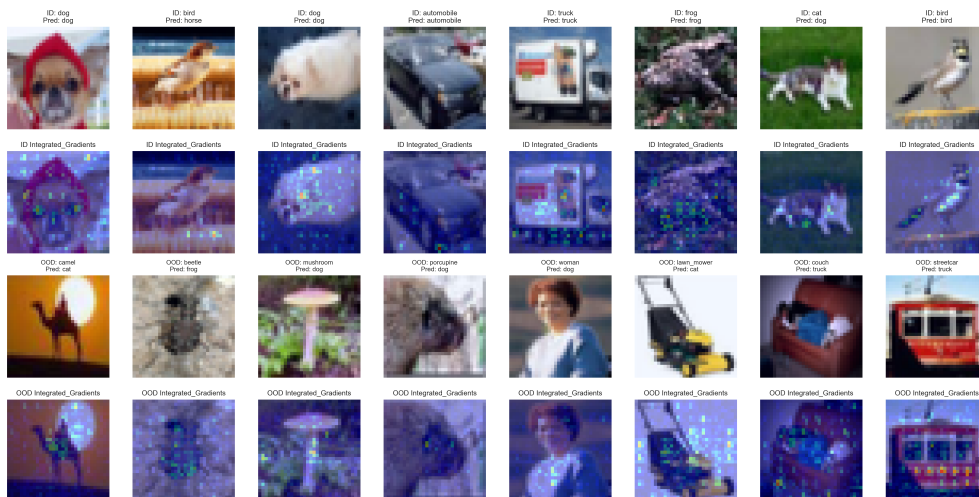 ID: dog
Pred: dog
ID: bird
Pred: horse
ID: dog
Pred: dog
ID: automobile
Pred: automobile
ID: truck
Pred: truck
ID: frog
Pred: frog
ID: cat
Pred: dog
ID: bird
Pred: bird
ID Integrated_Gradients
ID Integrated_Gradients
ID Integrated_Gradients
ID Integrated_Gradients
ID Integrated_Gradients
ID Integrated_Gradients
ID Integrated_Gradients
ID Integrated_Gradients
OOD: camel
Pred: cat
OOD: beetle
Pred: frog
OOD: mushroom
Pred: dog
OOD: porcupine
Pred: dog
OOD: woman
Pred: dog
OOD: lawn_mower
Pred: cat
OOD: couch
Pred: truck
OOD: streetcar
Pred: truck
OOD Integrated_Gradients
OOD Integrated_Gradients
OOD Integrated_Gradients
OOD Integrated_Gradients
OOD Integrated_Gradients
OOD Integrated_Gradients
OOD Integrated_Gradients
OOD Integrated_Gradients